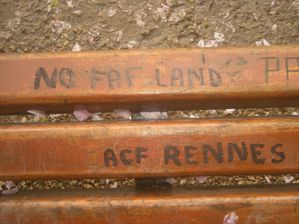 NO FAF LAND
ACF RENNES